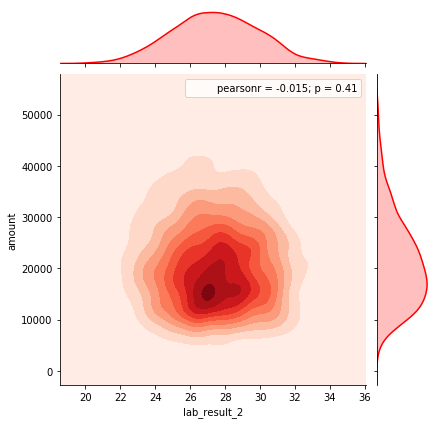 pearsonr = -0.015; p = 0.41
50000
40000
30000
20000
10000
0
amount
20 22 24 26 28 30 32 34 36
lab_result_2